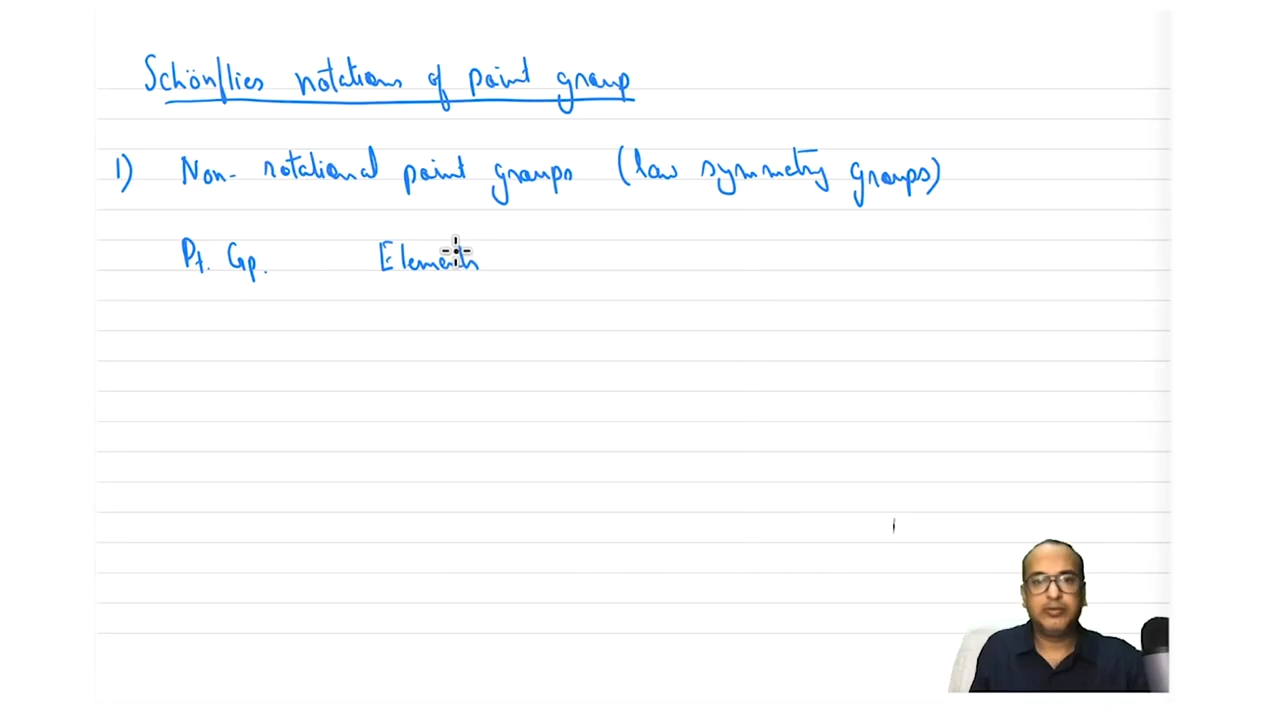 Schönflies notations of point group
1) Non-rotational point groups (low symmetry groups)
Pt. Gp. Elements